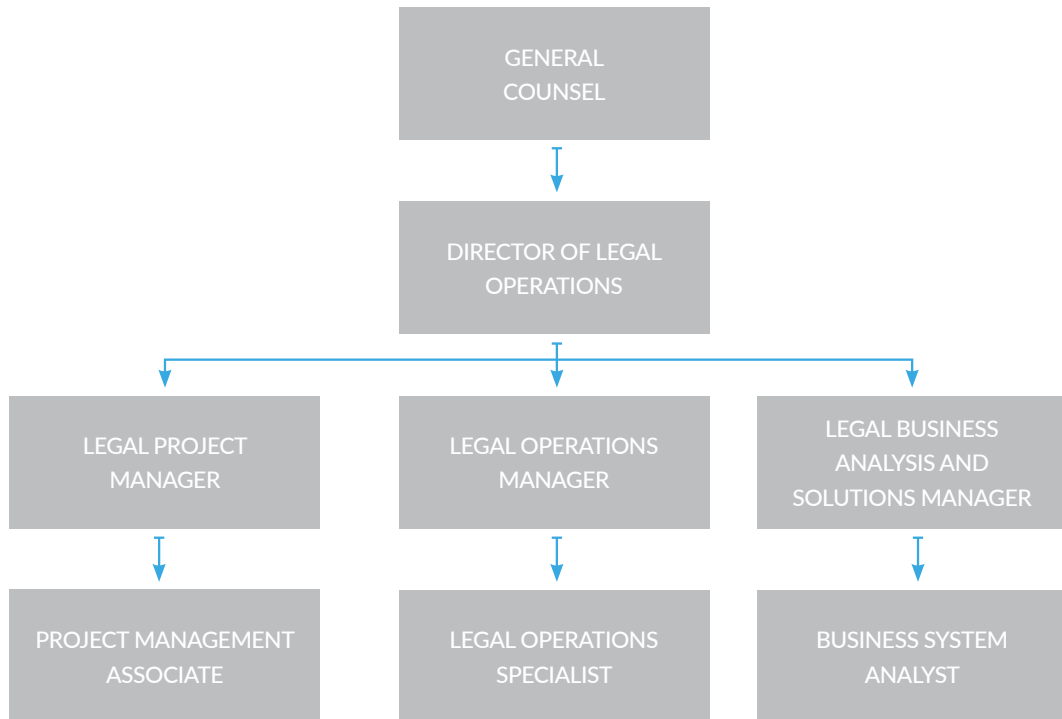 GENERAL
COUNSEL
DIRECTOR OF LEGAL
OPERATIONS
LEGAL PROJECT
MANAGER
LEGAL OPERATIONS
MANAGER
LEGAL BUSINESS
ANALYSIS AND
SOLUTIONS MANAGER
PROJECT MANAGEMENT
ASSOCIATE
LEGAL OPERATIONS
SPECIALIST
BUSINESS SYSTEM
ANALYST